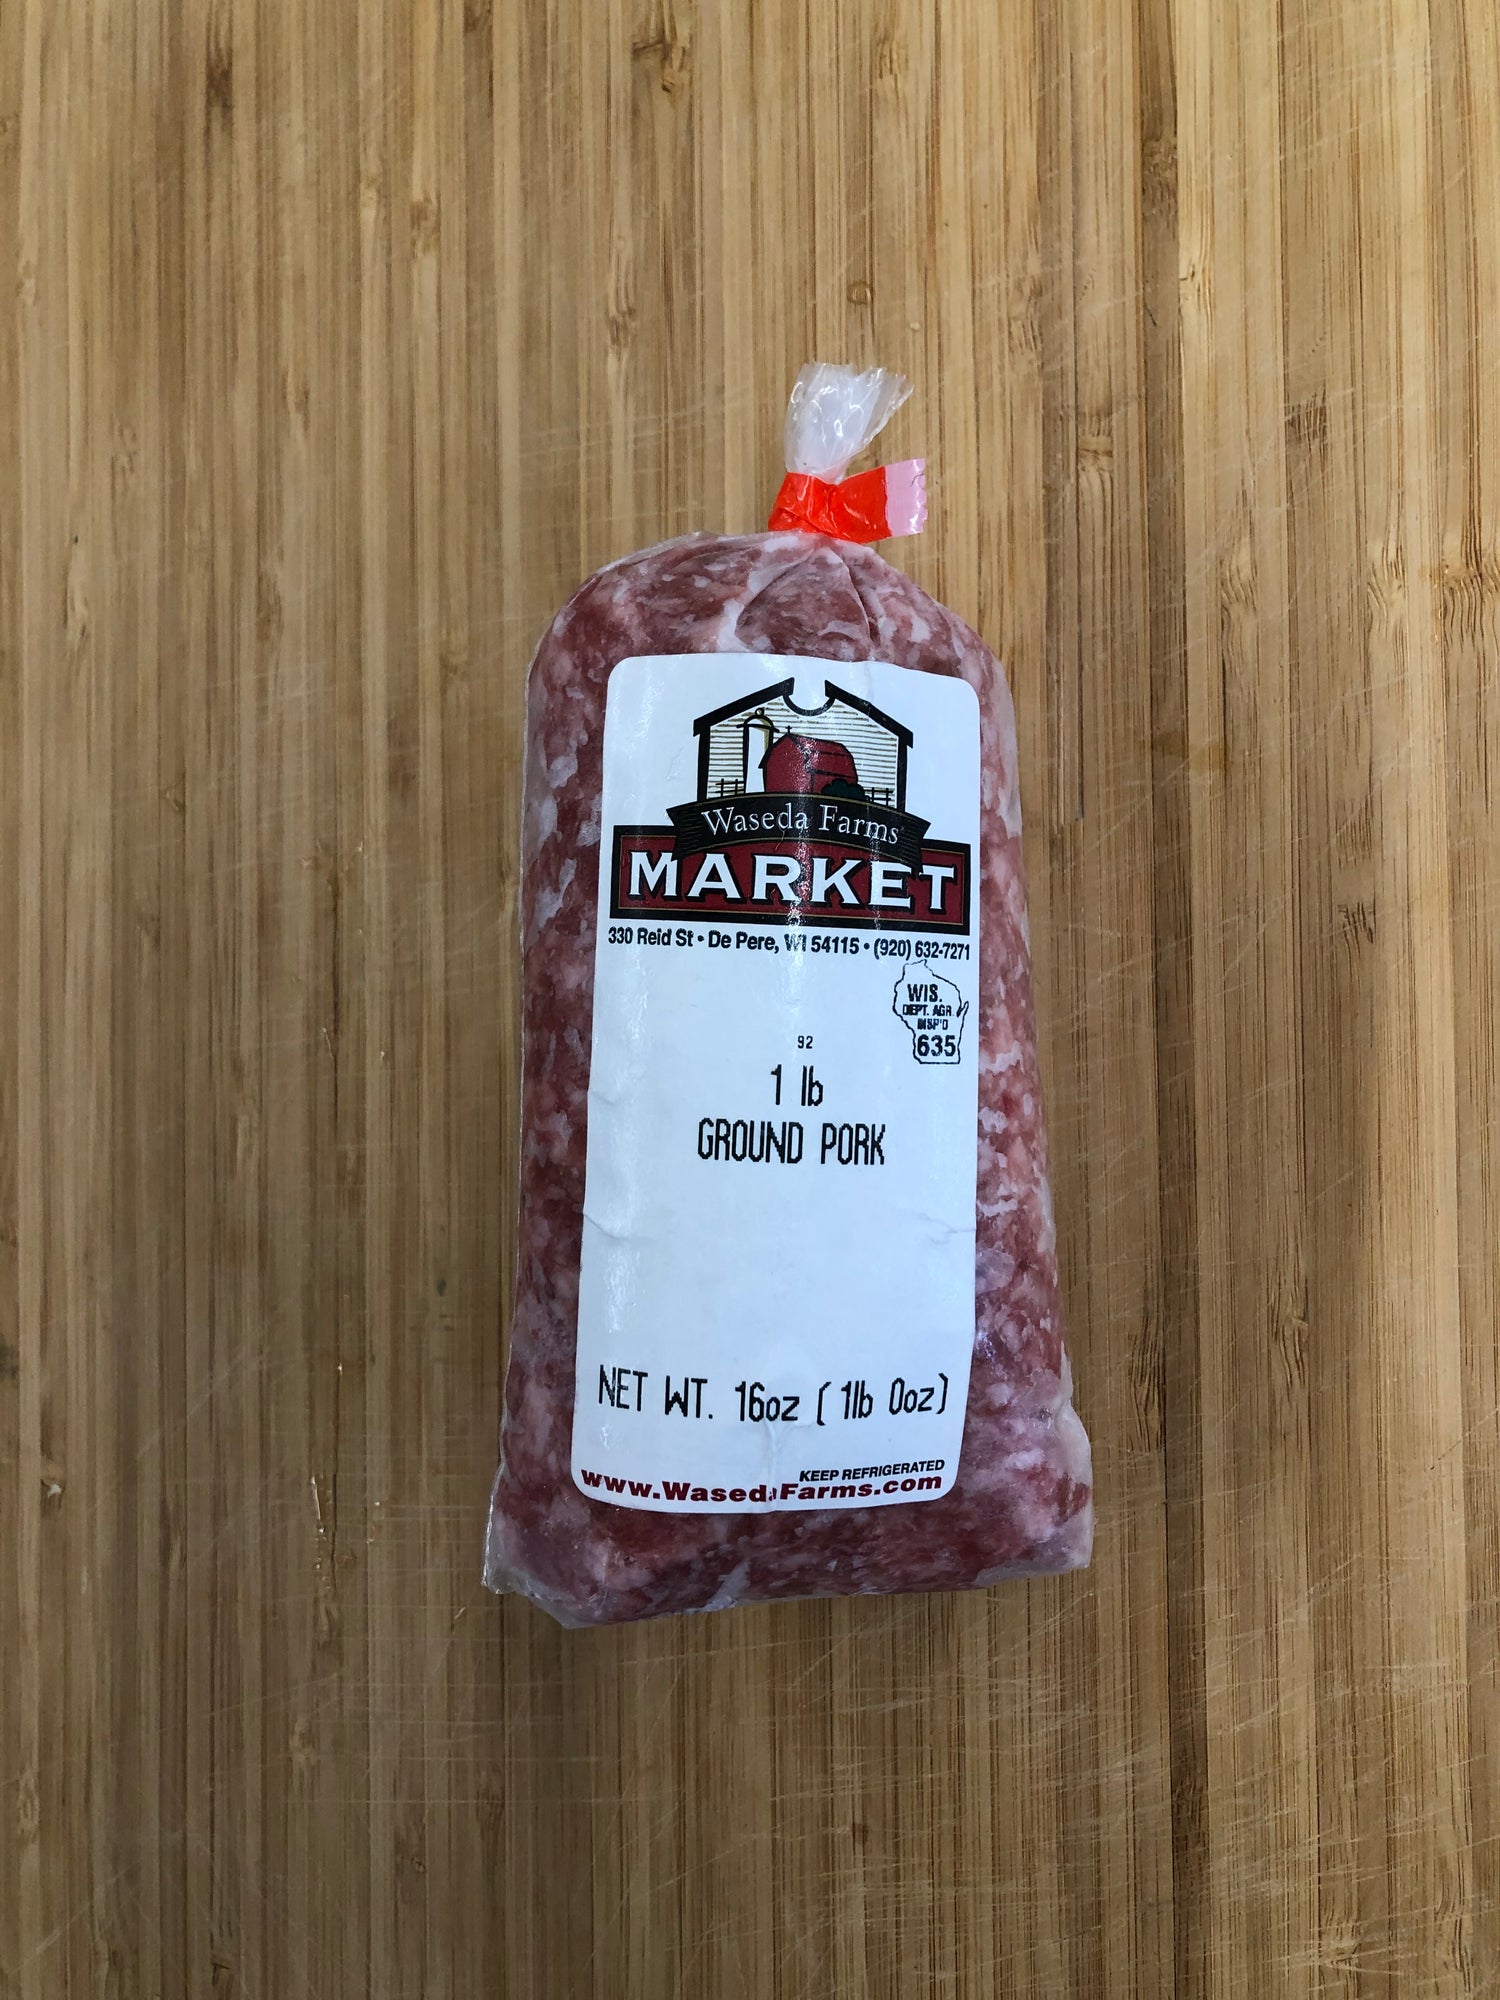 Waseda Farms
MARKET
330 Reid St • De Pere, WI 54115 • (920) 632-7271
WIS.
DEPT. AGR.
INSP'D
635
92
1 lb
GROUND PORK
NET WT. 16oz ( 1lb 0oz)
KEEP REFRIGERATED
www.WasedaFarms.com